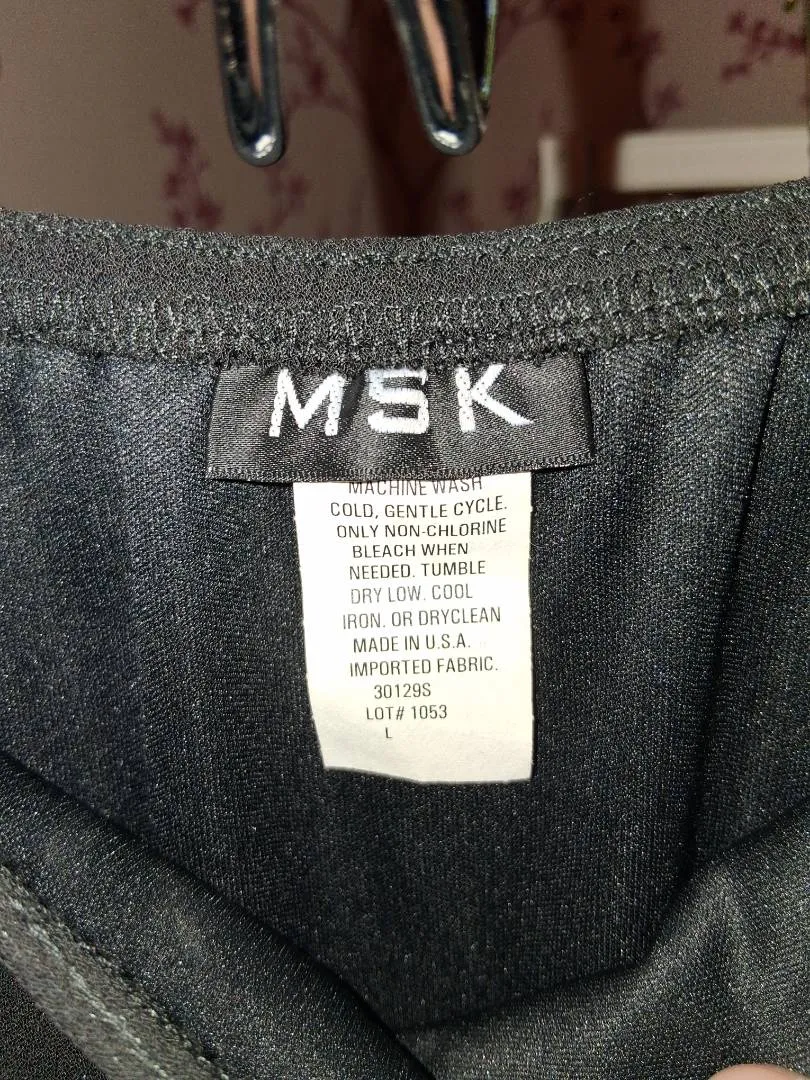 MSK
MACHINE WASH
COLD, GENTLE CYCLE.
ONLY NON-CHLORINE
BLEACH WHEN
NEEDED. TUMBLE
DRY LOW. COOL
IRON. OR DRYCLEAN
MADE IN U.S.A.
IMPORTED FABRIC.
30129S
LOT# 1053
L